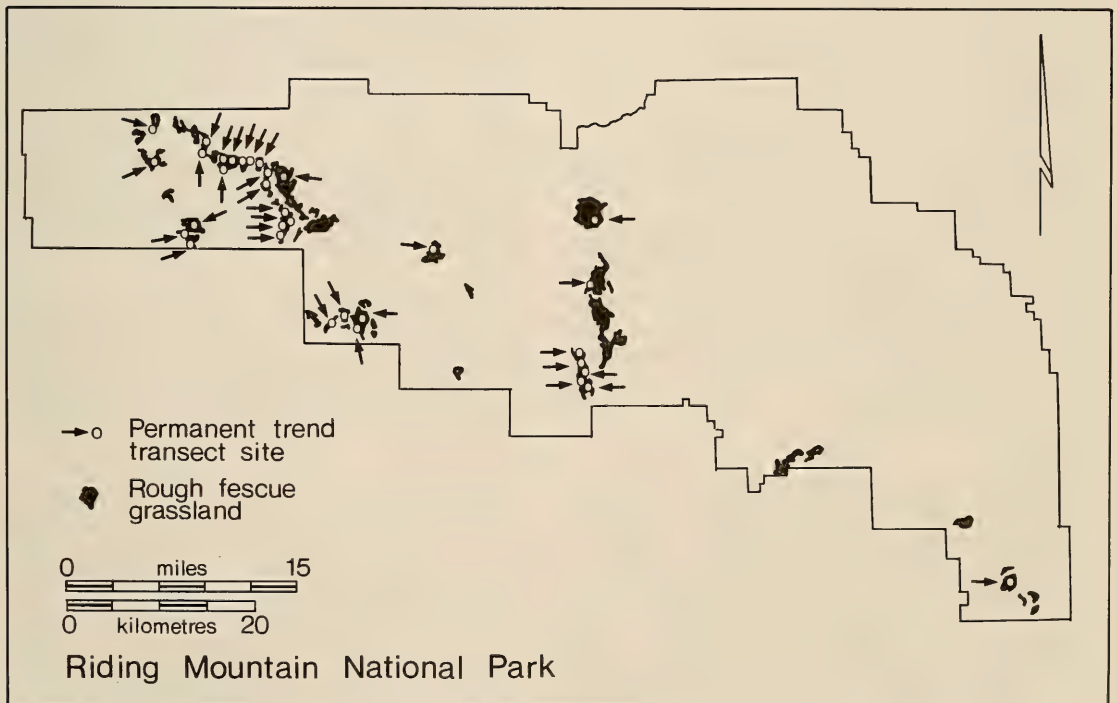 Permanent trend
transect site
Rough fescue
grassland
0 miles 15
0 kilometres 20
Riding Mountain National Park